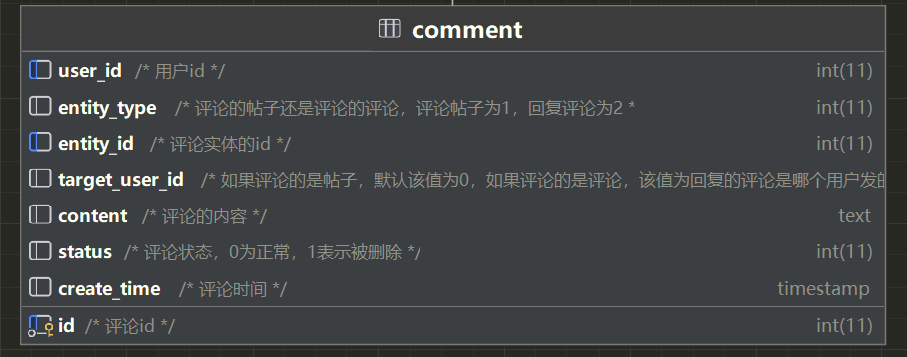 comment
user_id /* 用户id */ int(11)
entity_type /* 评论的帖子还是评论的评论，评论帖子为1，回复评论为2 * int(11)
entity_id /* 评论实体的id */ int(11)
target_user_id /* 如果评论的是帖子，默认该值为0，如果评论的是评论，该值为回复的评论是哪个用户发的
content /* 评论的内容 */ text
status /* 评论状态，0为正常，1表示被删除 */ int(11)
create_time /* 评论时间 */ timestamp
id /* 评论id */ int(11)